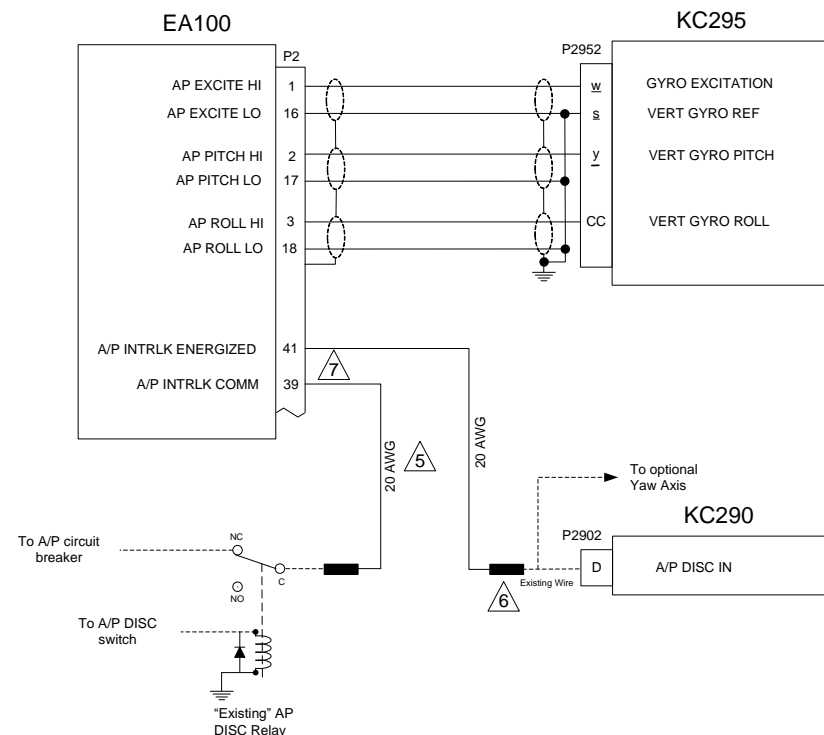 EA100
KC295
P2
P2952
AP EXCITE HI 1 w GYRO EXCITATION
AP EXCITE LO 16 s VERT GYRO REF
AP PITCH HI 2 y VERT GYRO PITCH
AP PITCH LO 17
AP ROLL HI 3 CC VERT GYRO ROLL
AP ROLL LO 18
A/P INTRLK ENERGIZED 41
7
A/P INTRLK COMM 39
20 AWG
5
20 AWG
To optional
Yaw Axis
KC290
P2902
To A/P circuit
breaker
NC
C
NO
Existing Wire
D A/P DISC IN
6
To A/P DISC
switch
“Existing” AP
DISC Relay